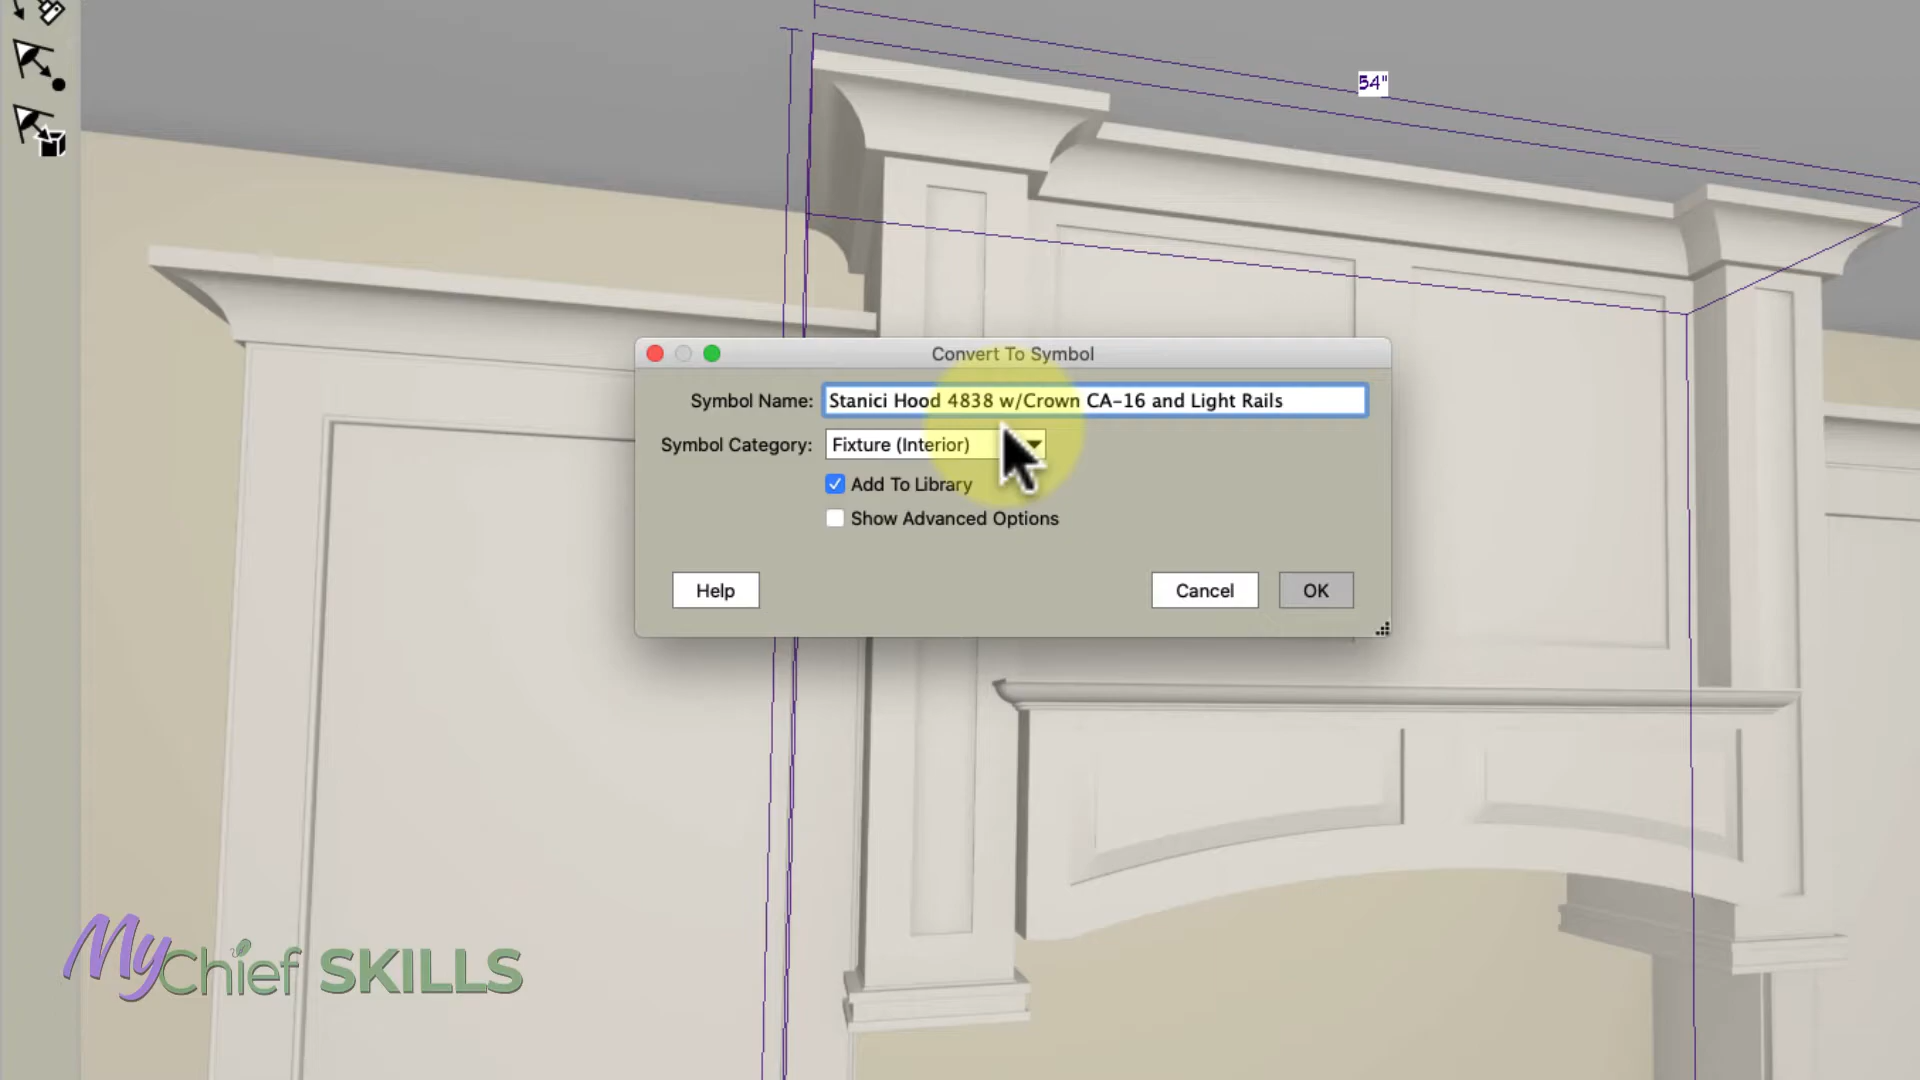 54"
Convert To Symbol
Symbol Name: Stanici Hood 4838 w/Crown CA-16 and Light Rails
Symbol Category: Fixture (Interior)
Add To Library
Show Advanced Options
Help Cancel OK
MyChief SKILLS